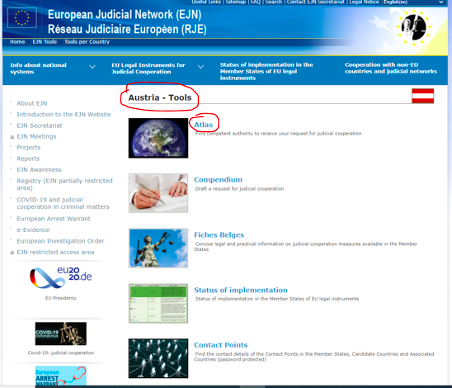 Useful Links | Sitemap | FAQ | Search | Contact EJN Secretariat | Legal Notice English(en)
European Judicial Network (EJN)
Réseau Judiciaire Européen (RJE)
Home EJN Tools Tools per Country
Info about national systems
EU Legal Instruments for Judicial Cooperation
Status of implementation in the Member States of EU legal instruments
Cooperation with non-EU countries and judicial networks
About EJN
Introduction to the EJN Website
EJN Secretariat
EJN Meetings
Projects
Reports
EJN Awareness
Registry (EJN partially restricted area)
COVID-19 and judicial cooperation in criminal matters
European Arrest Warrant
e-Evidence
European Investigation Order
EJN restricted access area
eu20
20.de
EU Presidency
COVID-19
Covid-19: judicial cooperation
European
ARREST
WARRANT
Austria - Tools
Atlas
Find competent authority to receive your request for judicial cooperation
Compendium
Draft a request for judicial cooperation
Fiches Belges
Concise legal and practical information on judicial cooperation measures available in the Member
States
Status of implementation
Status of implementation in the Member States of EU legal instruments
Contact Points
Find the contact details of the Contact Points in the Member States, Candidate Countries and Associated
Countries (password protected)